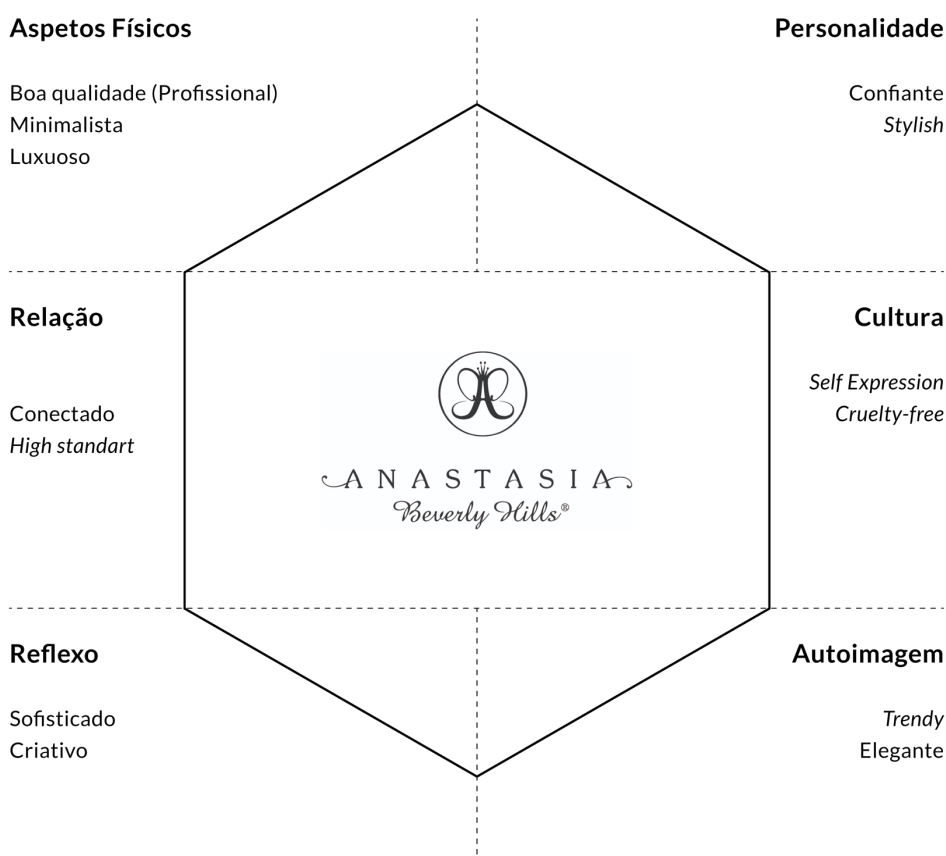 Aspetos Físicos
Boa qualidade (Profissional)
Minimalista
Luxuoso
Personalidade
Confiante
Stylish
Relação
Conectado
High standart
ANASTASIA
Beverly Hills®
Cultura
Self Expression
Cruelty-free
Reflexo
Sofisticado
Criativo
Autoimagem
Trendy
Elegante